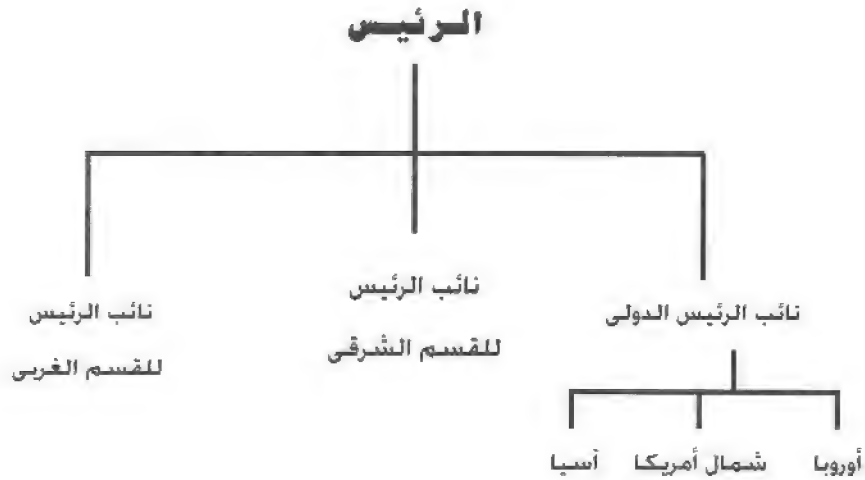 الرئيس
نائب الرئيس الدولى
نائب الرئيس
للقسم الشرقى
نائب الرئيس
للقسم الغربى
أوروبا
شمال أمريكا
آسيا